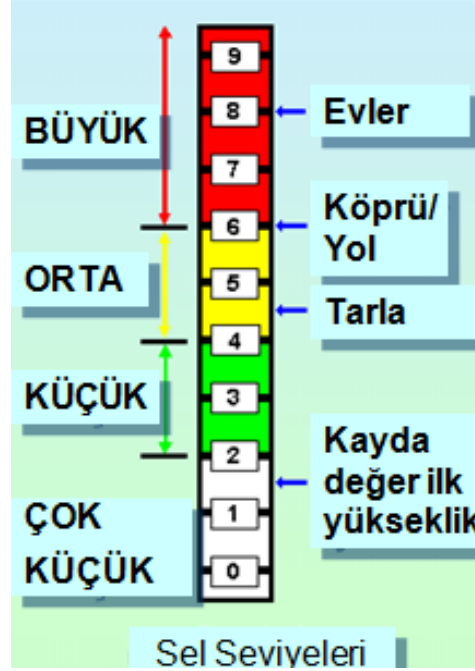 9
BÜYÜK
8
Evler
7
6
Köprü/
Yol
ORTA
5
Tarla
4
KÜÇÜK
3
2
Kayda
değer ilk
yükseklik
ÇOK
KÜÇÜK
1
0
Sel Seviyeleri